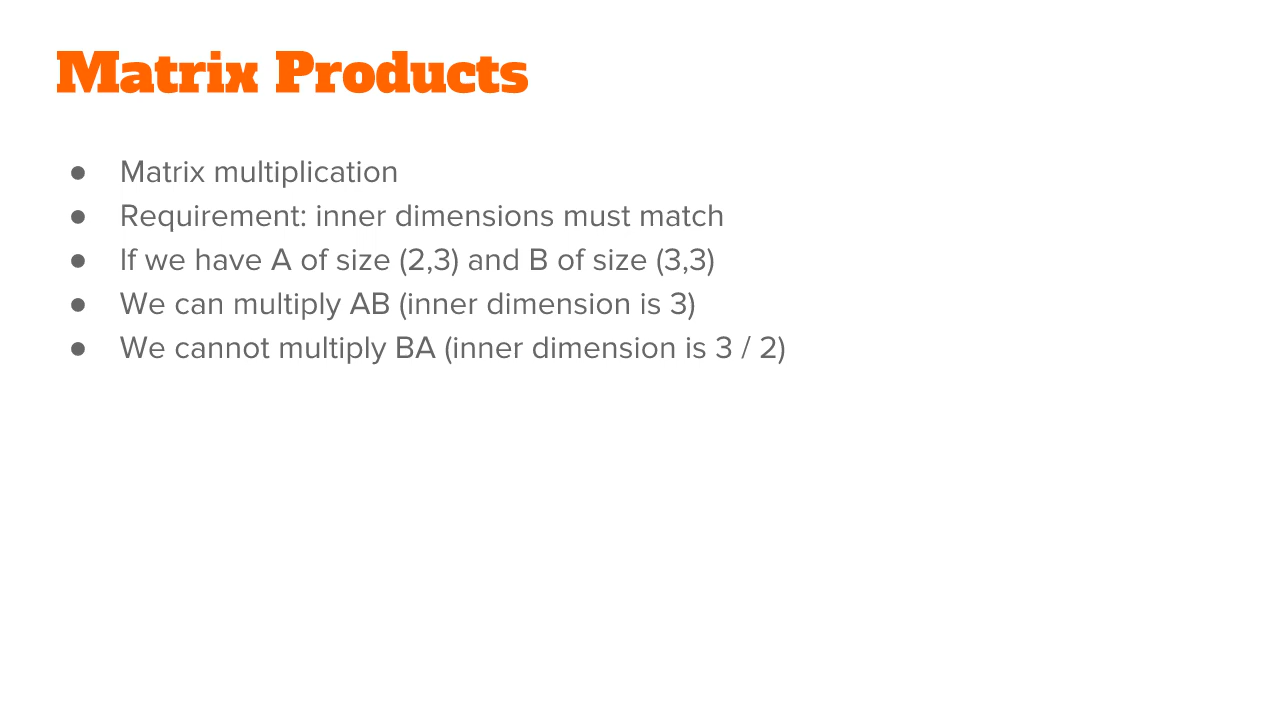 Matrix Products
● Matrix multiplication
● Requirement: inner dimensions must match
● If we have A of size (2,3) and B of size (3,3)
● We can multiply AB (inner dimension is 3)
● We cannot multiply BA (inner dimension is 3 / 2)